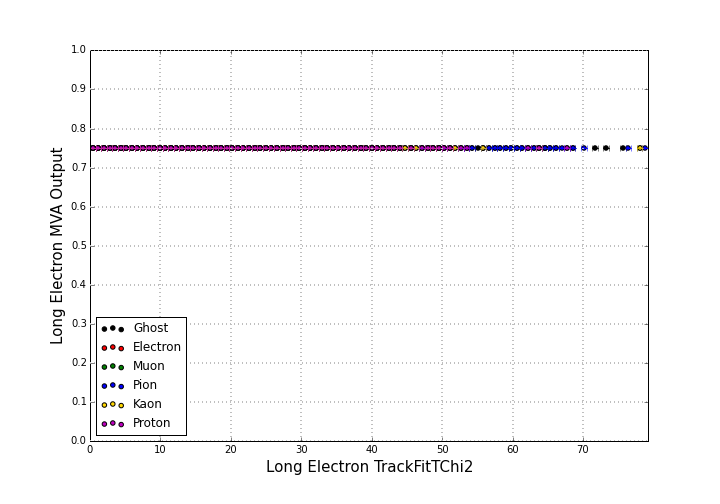 1.0
0.9
0.8
0.7
0.6
0.5
0.4
0.3
0.2
0.1
0.0
Long Electron MVA Output
Ghost
Electron
Muon
Pion
Kaon
Proton
0 10 20 30 40 50 60 70
Long Electron TrackFitTChi2